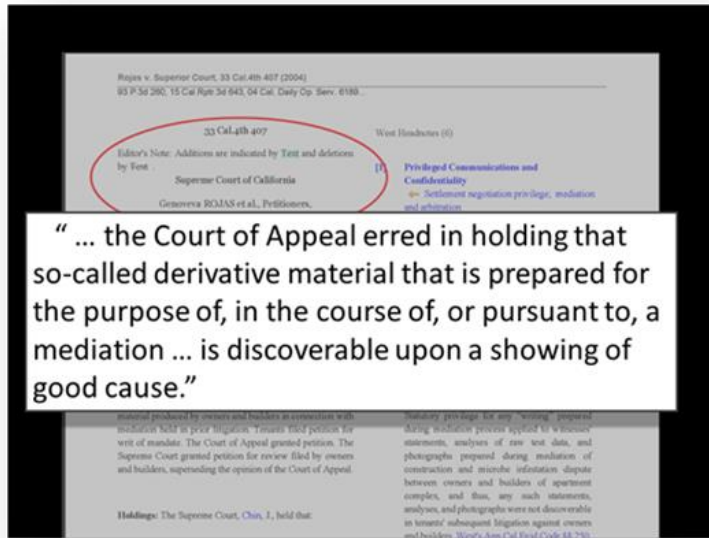 Rojas v. Superior Court, 33 Cal.4th 407 (2004)
93 P.3d 260, 15 Cal.Rptr.3d 643, 04 Cal. Daily Op. Serv. 6189...
33 Cal.4th 407
Editor's Note: Additions are indicated by Text and deletions
by Text .
Supreme Court of California
Genoveva ROJAS et al., Petitioners,
West Headnotes (6)
[1] Privileged Communications and
Confidentiality
Settlement negotiation privilege; mediation
and arbitration
“ ... the Court of Appeal erred in holding that
so-called derivative material that is prepared for
the purpose of, in the course of, or pursuant to, a
mediation ... is discoverable upon a showing of
good cause.”
material produced by owners and builders in connection with
mediation held in prior litigation. Tenants filed petition for
writ of mandate. The Court of Appeal granted petition. The
Supreme Court granted petition for review filed by owners
and builders, superseding the opinion of the Court of Appeal.
Holdings: The Supreme Court, Chin, J., held that:
Statutory privilege for any "writing" prepared
during mediation process applied to witnesses'
statements, analyses of raw test data, and
photographs prepared during mediation of
construction and microbe infestation dispute
between owners and builders of apartment
complex, and thus, any such statements,
analyses, and photographs were not discoverable
in tenants' subsequent litigation against owners
and builders. West's Ann.Cal.Evid.Code §§ 250,